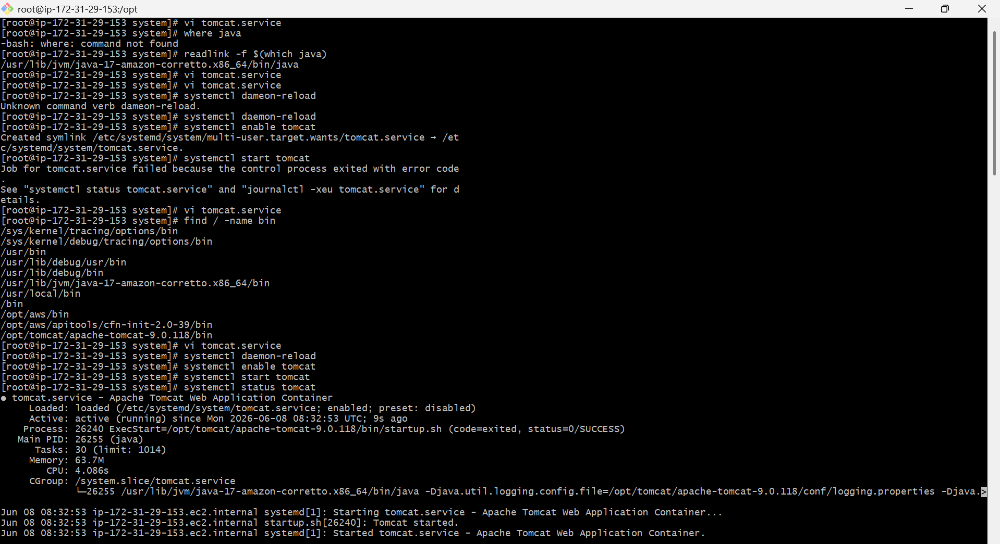 root@ip-172-31-29-153:/opt
[root@ip-172-31-29-153 system]# vi tomcat.service
[root@ip-172-31-29-153 system]# where java
-bash: where: command not found
[root@ip-172-31-29-153 system]# readlink -f $(which java)
/usr/lib/jvm/java-17-amazon-corretto.x86_64/bin/java
[root@ip-172-31-29-153 system]# vi tomcat.service
[root@ip-172-31-29-153 system]# vi tomcat.service
[root@ip-172-31-29-153 system]# systemctl dameon-reload
Unknown command verb dameon-reload.
[root@ip-172-31-29-153 system]# systemctl daemon-reload
[root@ip-172-31-29-153 system]# systemctl enable tomcat
Created symlink /etc/systemd/system/multi-user.target.wants/tomcat.service → /et
c/systemd/system/tomcat.service.
[root@ip-172-31-29-153 system]# systemctl start tomcat
Job for tomcat.service failed because the control process exited with error code
.
See "systemctl status tomcat.service" and "journalctl -xeu tomcat.service" for d
etails.
[root@ip-172-31-29-153 system]# vi tomcat.service
[root@ip-172-31-29-153 system]# find / -name bin
/sys/kernel/tracing/options/bin
/sys/kernel/debug/tracing/options/bin
/usr/bin
/usr/lib/debug/usr/bin
/usr/lib/debug/bin
/usr/lib/jvm/java-17-amazon-corretto.x86_64/bin
/usr/local/bin
/bin
/opt/aws/bin
/opt/aws/apitools/cfn-init-2.0-39/bin
/opt/tomcat/apache-tomcat-9.0.118/bin
[root@ip-172-31-29-153 system]# vi tomcat.service
[root@ip-172-31-29-153 system]# systemctl daemon-reload
[root@ip-172-31-29-153 system]# systemctl enable tomcat
[root@ip-172-31-29-153 system]# systemctl start tomcat
[root@ip-172-31-29-153 system]# systemctl status tomcat
● tomcat.service - Apache Tomcat Web Application Container
     Loaded: loaded (/etc/systemd/system/tomcat.service; enabled; preset: disabled)
     Active: active (running) since Mon 2026-06-08 08:32:53 UTC; 9s ago
    Process: 26240 ExecStart=/opt/tomcat/apache-tomcat-9.0.118/bin/startup.sh (code=exited, status=0/SUCCESS)
   Main PID: 26255 (java)
      Tasks: 30 (limit: 1014)
     Memory: 63.7M
        CPU: 4.086s
     CGroup: /system.slice/tomcat.service
             └─26255 /usr/lib/jvm/java-17-amazon-corretto.x86_64/bin/java -Djava.util.logging.config.file=/opt/tomcat/apache-tomcat-9.0.118/conf/logging.properties -Djava.>
Jun 08 08:32:53 ip-172-31-29-153.ec2.internal systemd[1]: Starting tomcat.service - Apache Tomcat Web Application Container...
Jun 08 08:32:53 ip-172-31-29-153.ec2.internal startup.sh[26240]: Tomcat started.
Jun 08 08:32:53 ip-172-31-29-153.ec2.internal systemd[1]: Started tomcat.service - Apache Tomcat Web Application Container.